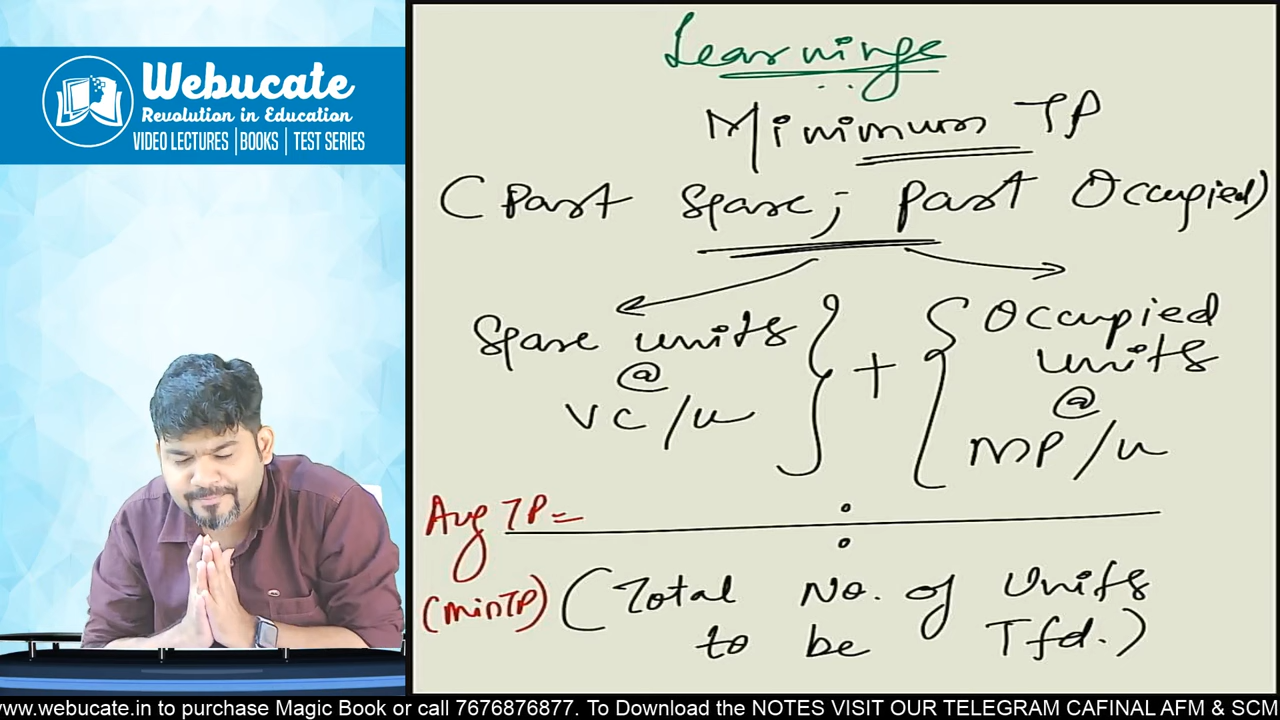 Webucate
Revolution in Education
VIDEO LECTURES | BOOKS | TEST SERIES
Learnings
Minimum TP
(Part Spare; Part Occupied)
Spare units
@
VC/u
+
Occupied
units
@
MP/u
Avg TP =
(Min TP)
(Total No. of Units
to be Tfd.)
www.webucate.in to purchase Magic Book or call 7676876877. To Download the NOTES VISIT OUR TELEGRAM CAFINAL AFM & SCM